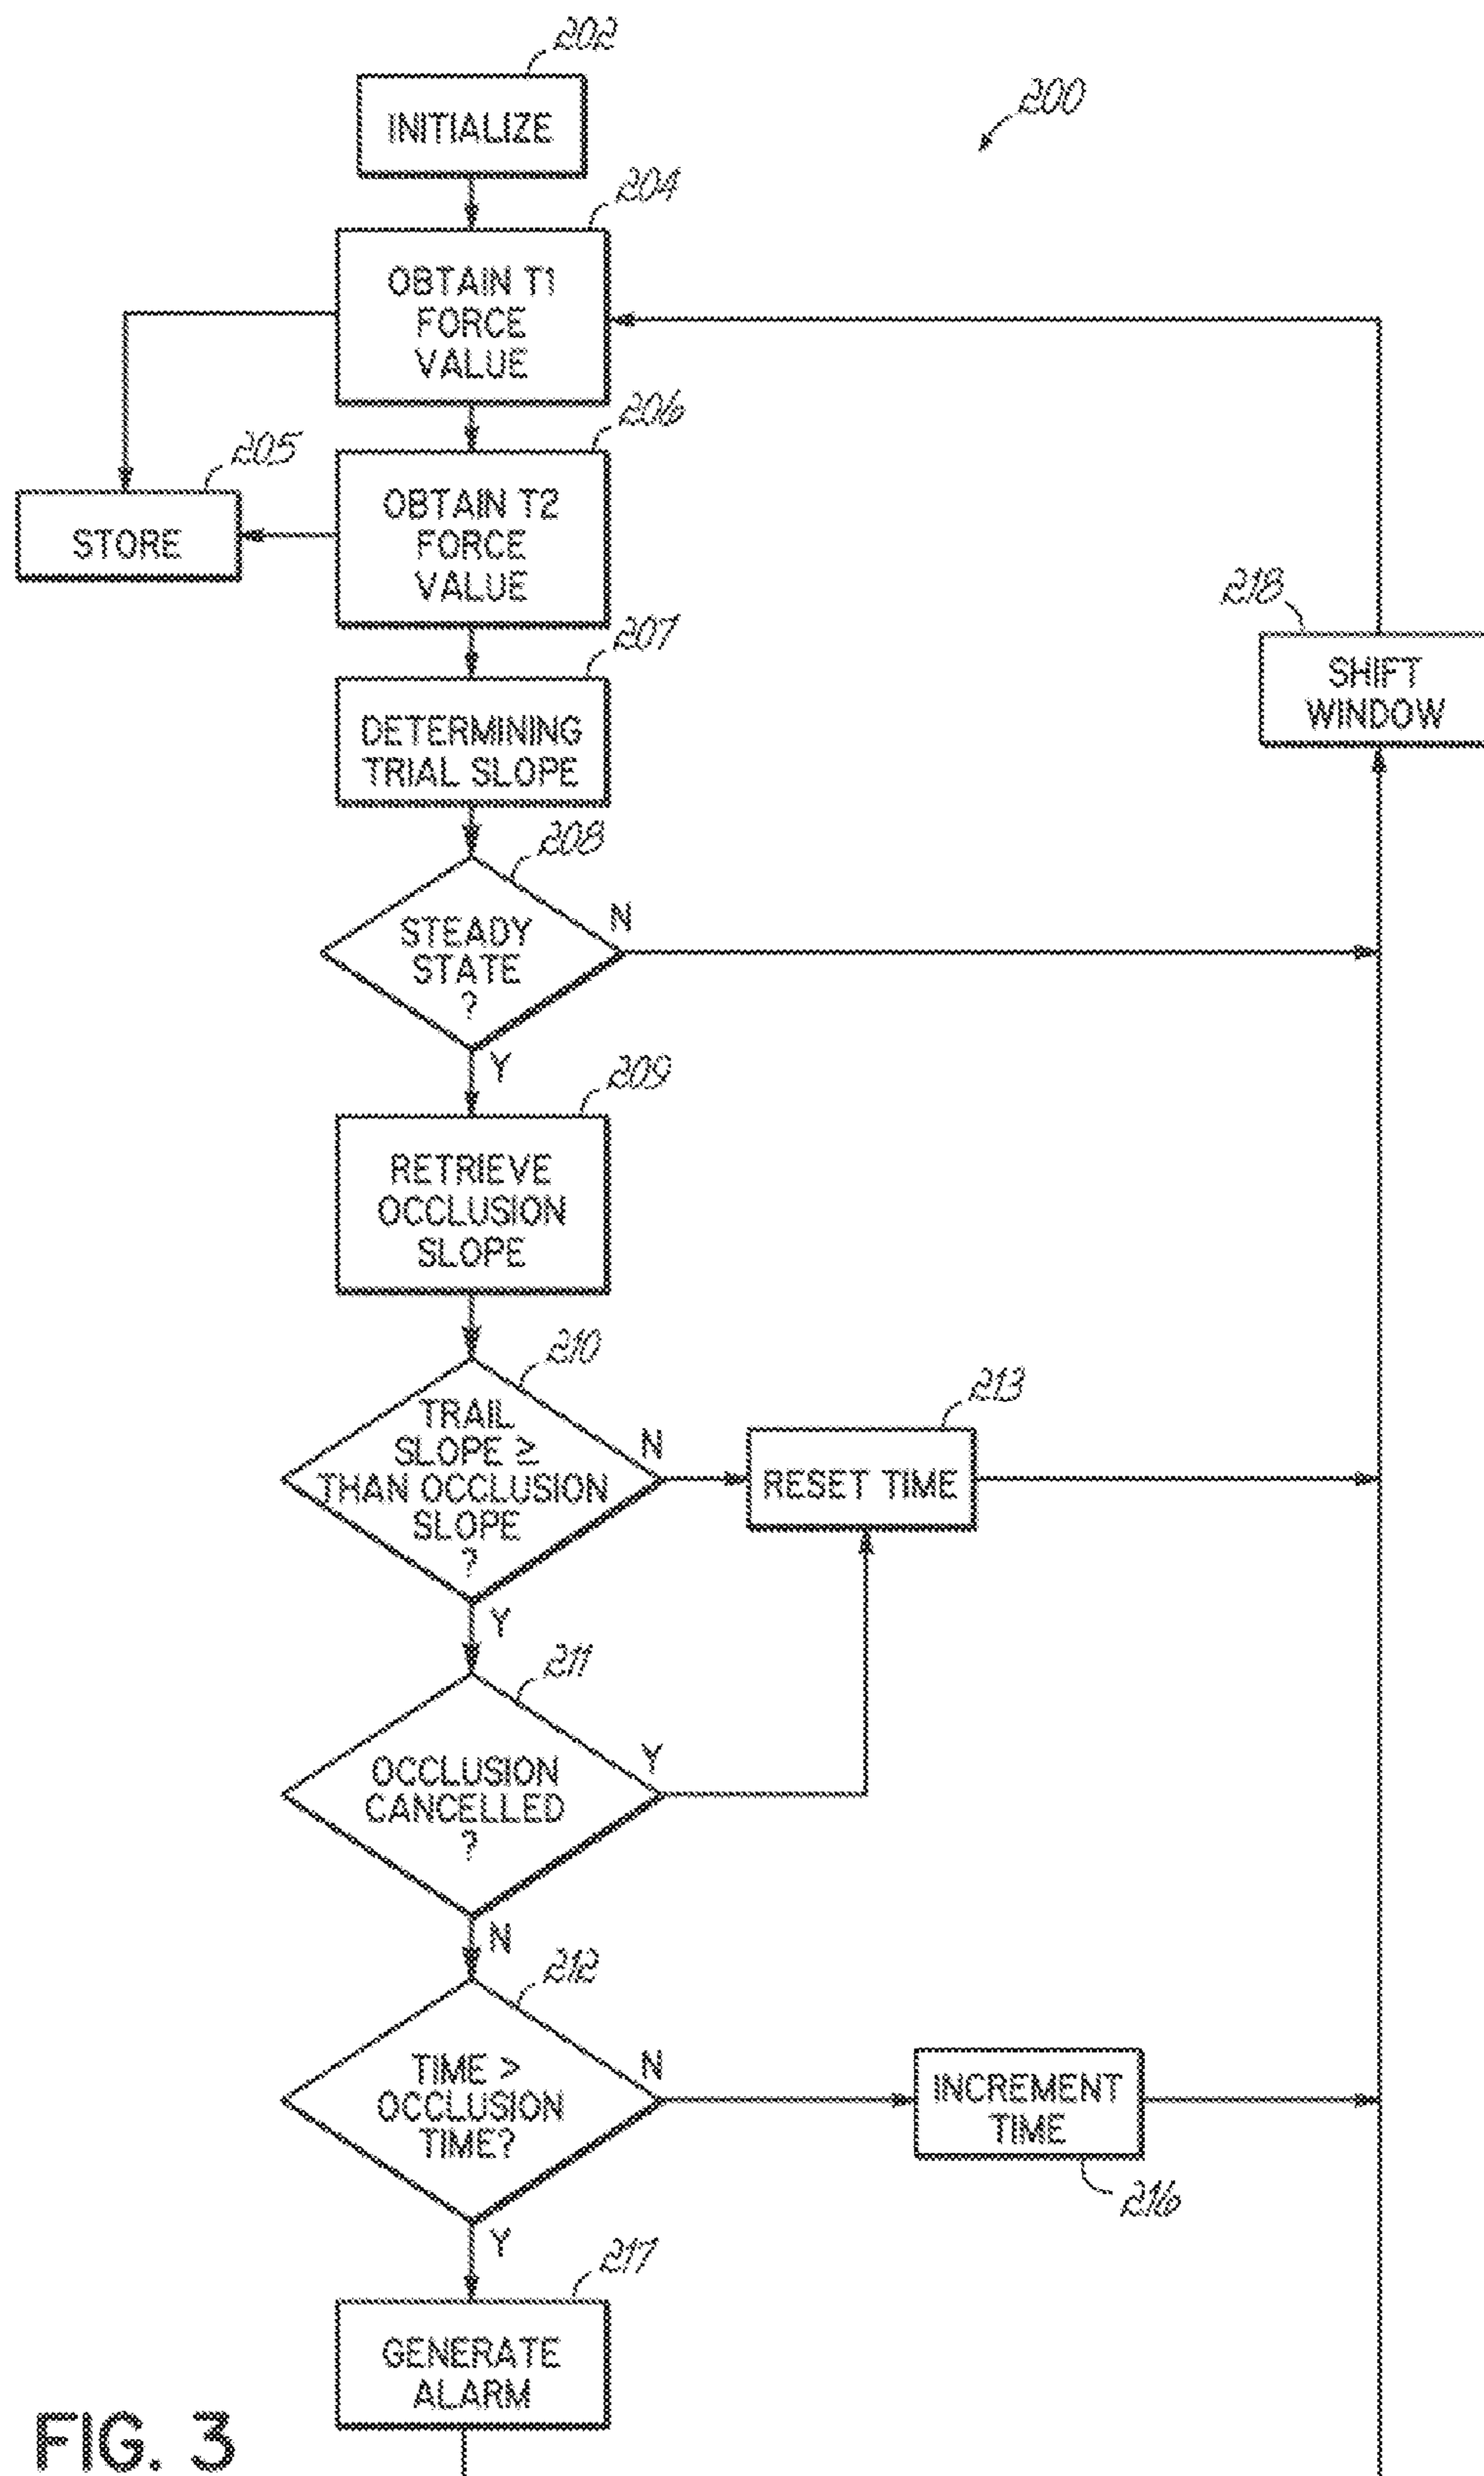 202
INITIALIZE
200
204
OBTAIN T1
FORCE
VALUE
206
205
STORE
OBTAIN T2
FORCE
VALUE
207
218
SHIFT
WINDOW
DETERMINING
TRIAL SLOPE
208
STEADY
STATE
?
N
Y
209
RETRIEVE
OCCLUSION
SLOPE
210
TRAIL
SLOPE ≥
THAN OCCLUSION
SLOPE
?
N
213
RESET TIME
Y
211
OCCLUSION
CANCELLED
?
Y
N
212
TIME >
OCCLUSION
TIME?
N
INCREMENT
TIME
216
Y
217
GENERATE
ALARM
FIG. 3